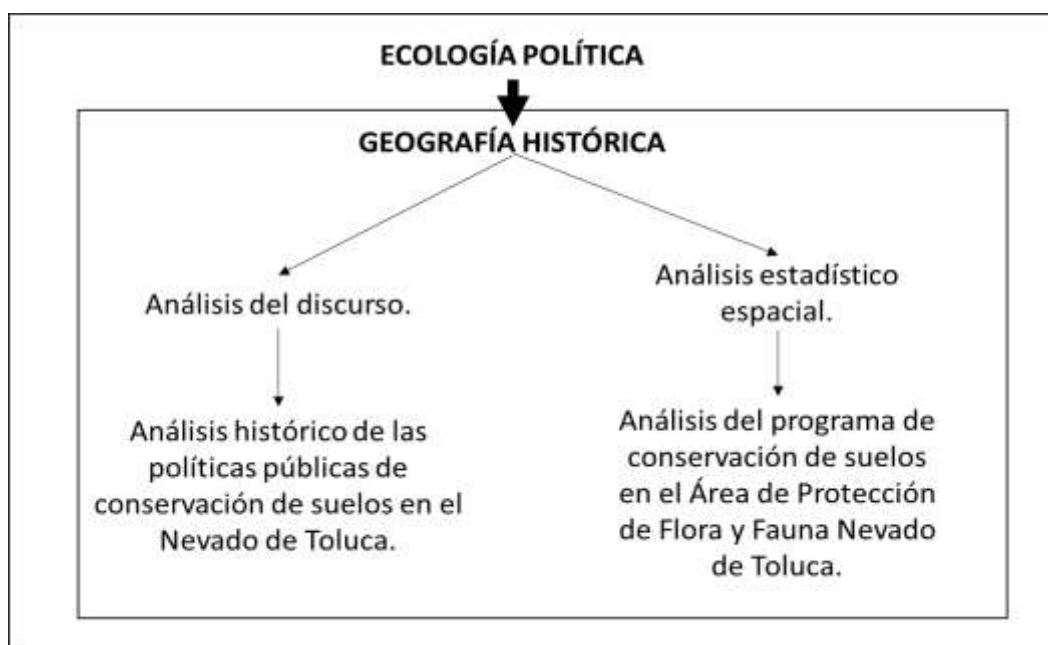 ECOLOGÍA POLÍTICA
GEOGRAFÍA HISTÓRICA
Análisis del discurso.
Análisis histórico de las
políticas públicas de
conservación de suelos en el
Nevado de Toluca.
Análisis estadístico
espacial.
Análisis del programa de
conservación de suelos
en el Área de Protección
de Flora y Fauna Nevado
de Toluca.